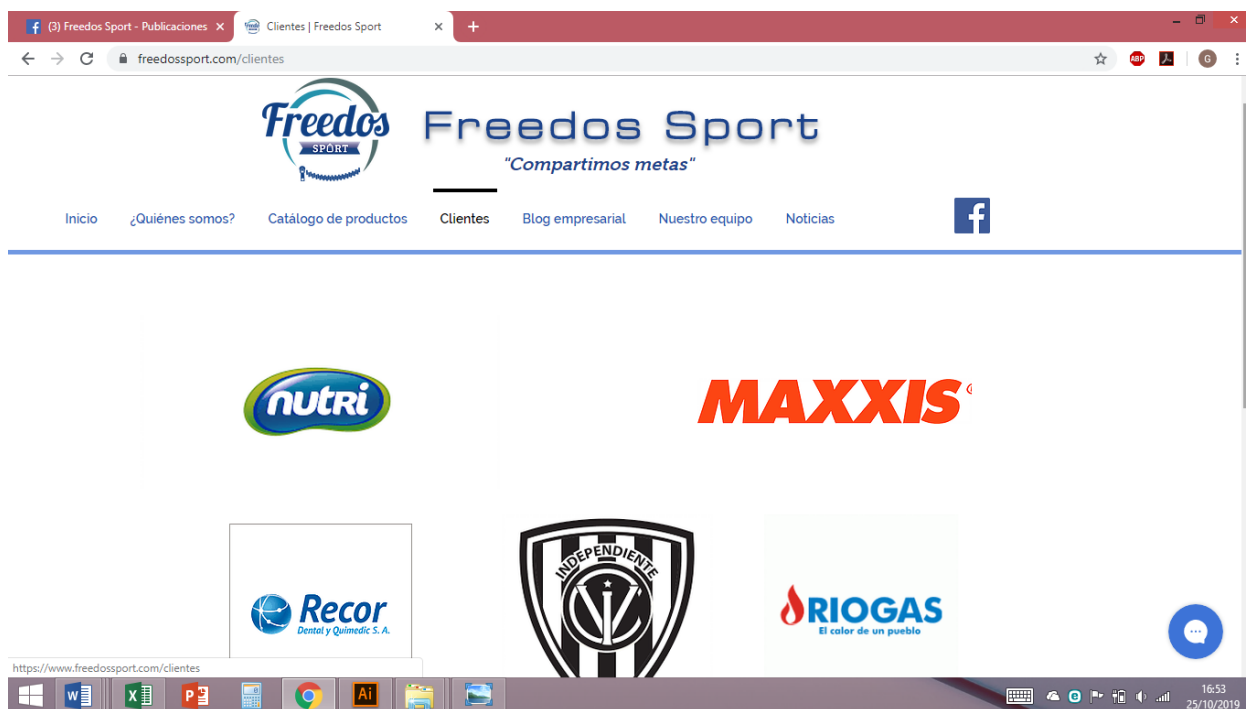 (3) Freedos Sport - Publicaciones
Clientes | Freedos Sport
freedossport.com/clientes
ABP
G
Freedos
SPORT
Freedos Sport
"Compartimos metas"
Inicio ¿Quiénes somos? Catálogo de productos Clientes Blog empresarial Nuestro equipo Noticias
nutri
MAXXIS®
Recor
Dental y Quimedic S. A.
INDEPENDIENTE
RIOGAS
El calor de un pueblo
https://www.freedossport.com/clientes
Ai
16:53
25/10/2019